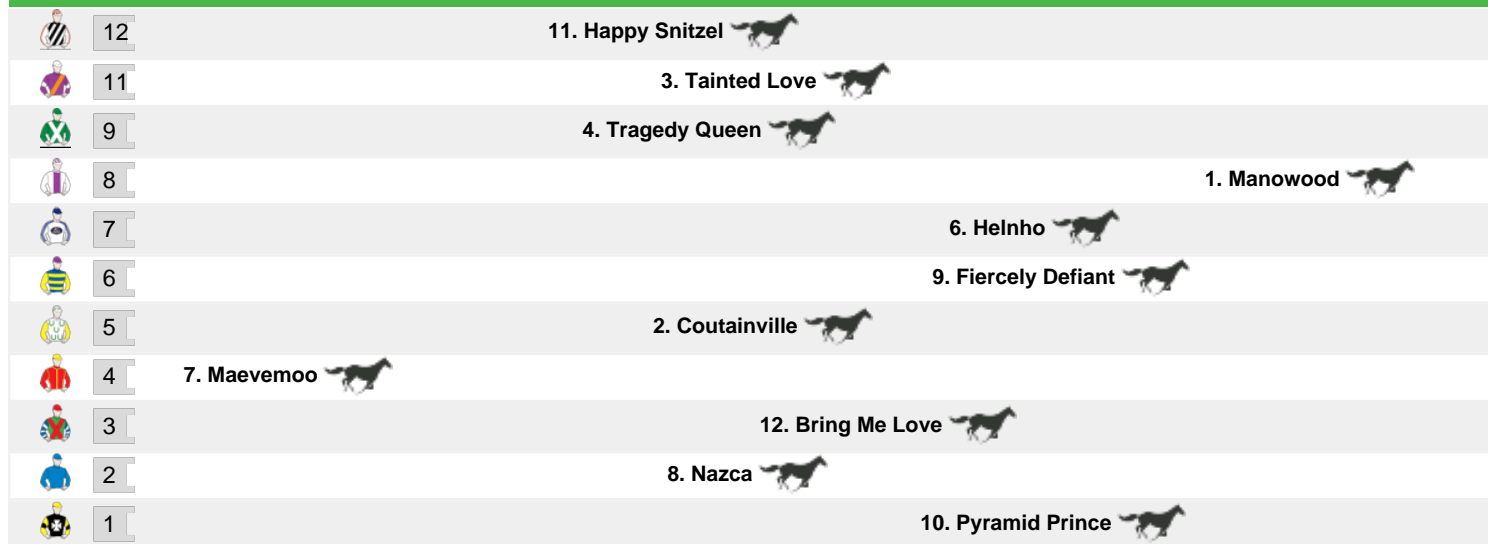 12 11. Happy Snitzel
11 3. Tainted Love
9 4. Tragedy Queen
8 1. Manowood
7 6. Helnho
6 9. Fiercely Defiant
5 2. Coutainville
4 7. Maevemoo
3 12. Bring Me Love
2 8. Nazca
1 10. Pyramid Prince